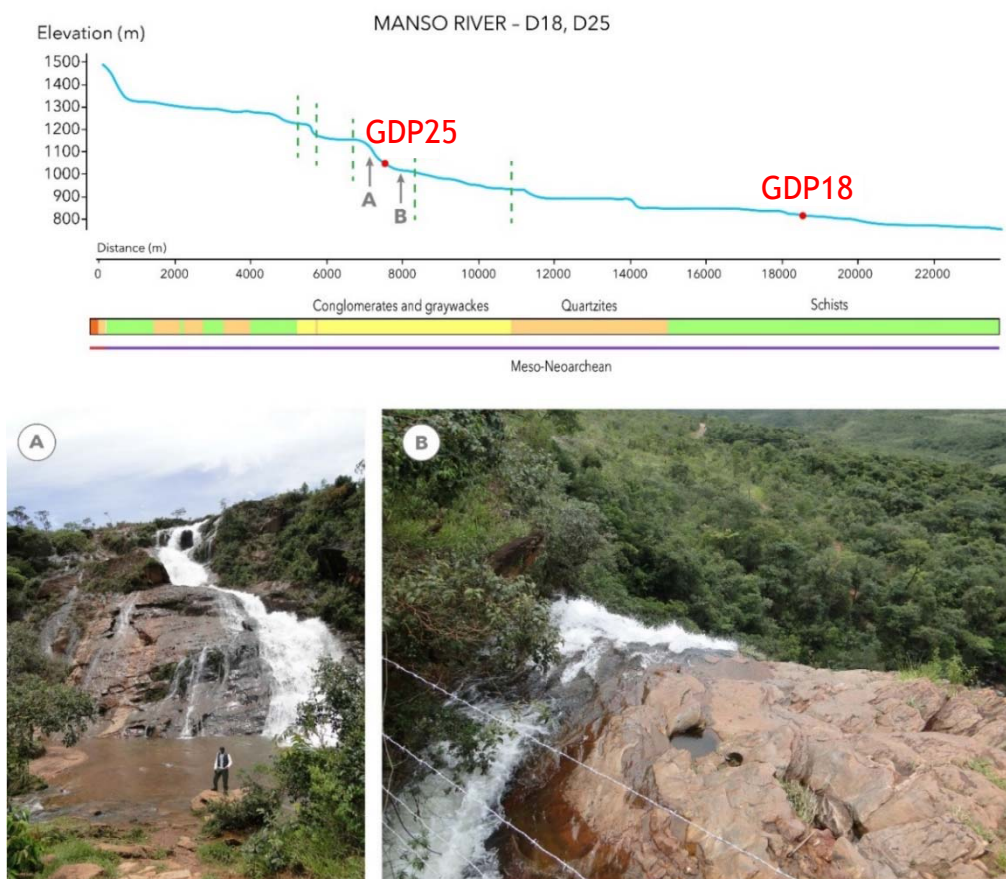 MANSO RIVER – D18, D25
Elevation (m)
1500
1400
1300
1200
1100
1000
900
800
GDP25
GDP18
A
B
Distance (m)
0 2000 4000 6000 8000 10000 12000 14000 16000 18000 20000 22000
Conglomerates and graywackes Quartzites Schists
Meso-Neoarchean
A
B